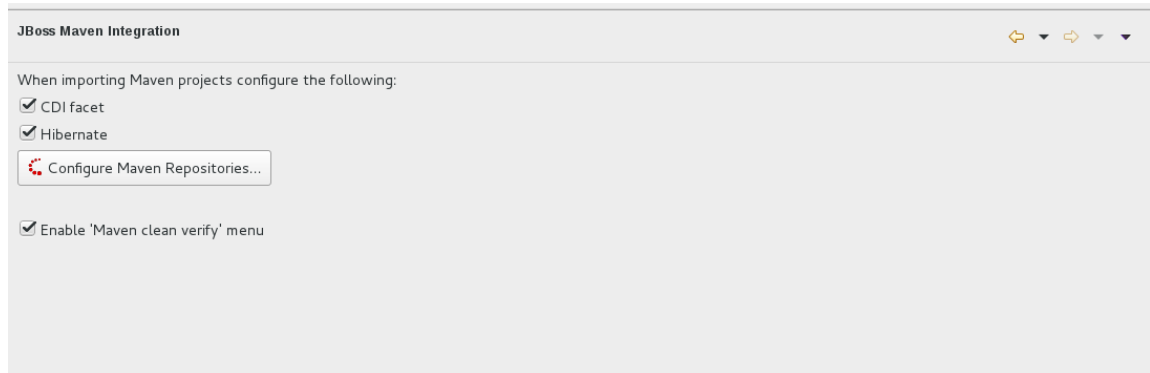 JBoss Maven Integration
When importing Maven projects configure the following:
CDI facet
Hibernate
Configure Maven Repositories...
Enable 'Maven clean verify' menu